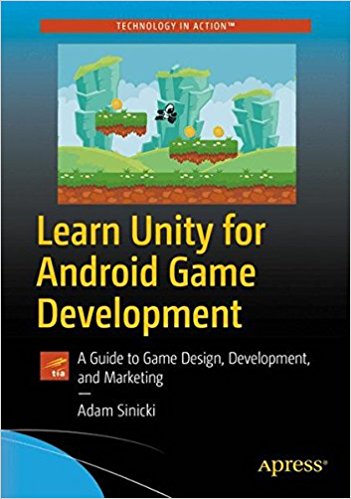 TECHNOLOGY IN ACTION™
Learn Unity for
Android Game
Development
tia
A Guide to Game Design, Development,
and Marketing
—
Adam Sinicki
Apress®